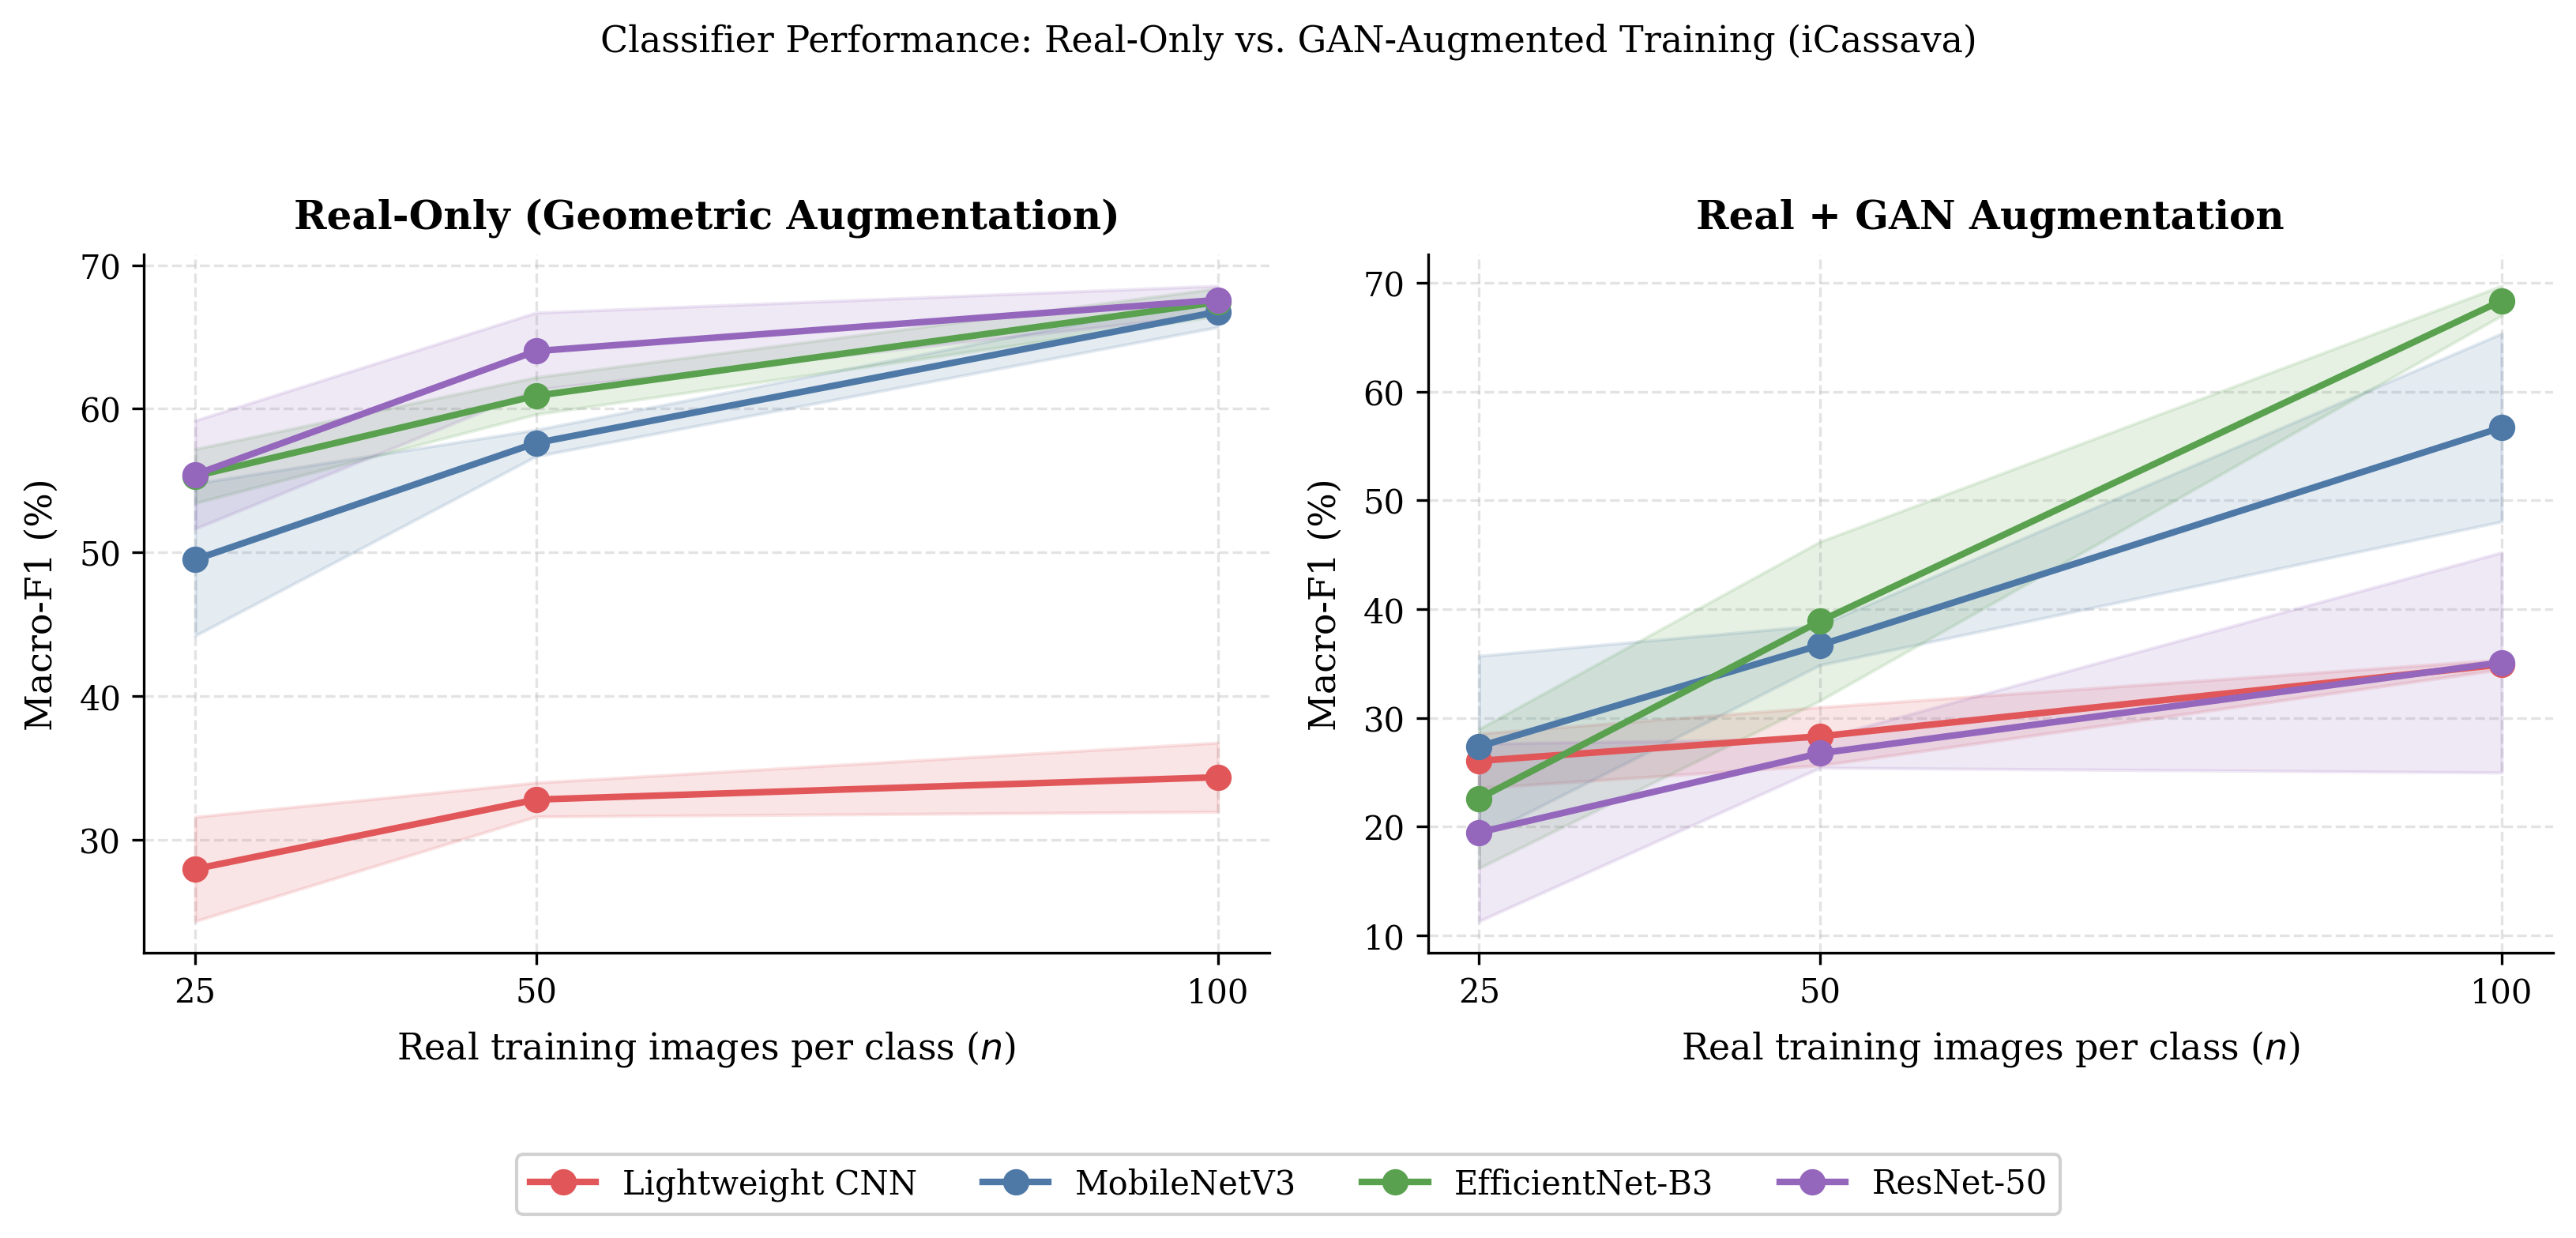 Classifier Performance: Real-Only vs. GAN-Augmented Training (iCassava)
Real-Only (Geometric Augmentation)
70
60
50
40
30
Macro-F1 (%)
25 50 100
Real training images per class (n)
Real + GAN Augmentation
70
60
50
40
30
20
10
Macro-F1 (%)
25 50 100
Real training images per class (n)
Lightweight CNN MobileNetV3 EfficientNet-B3 ResNet-50